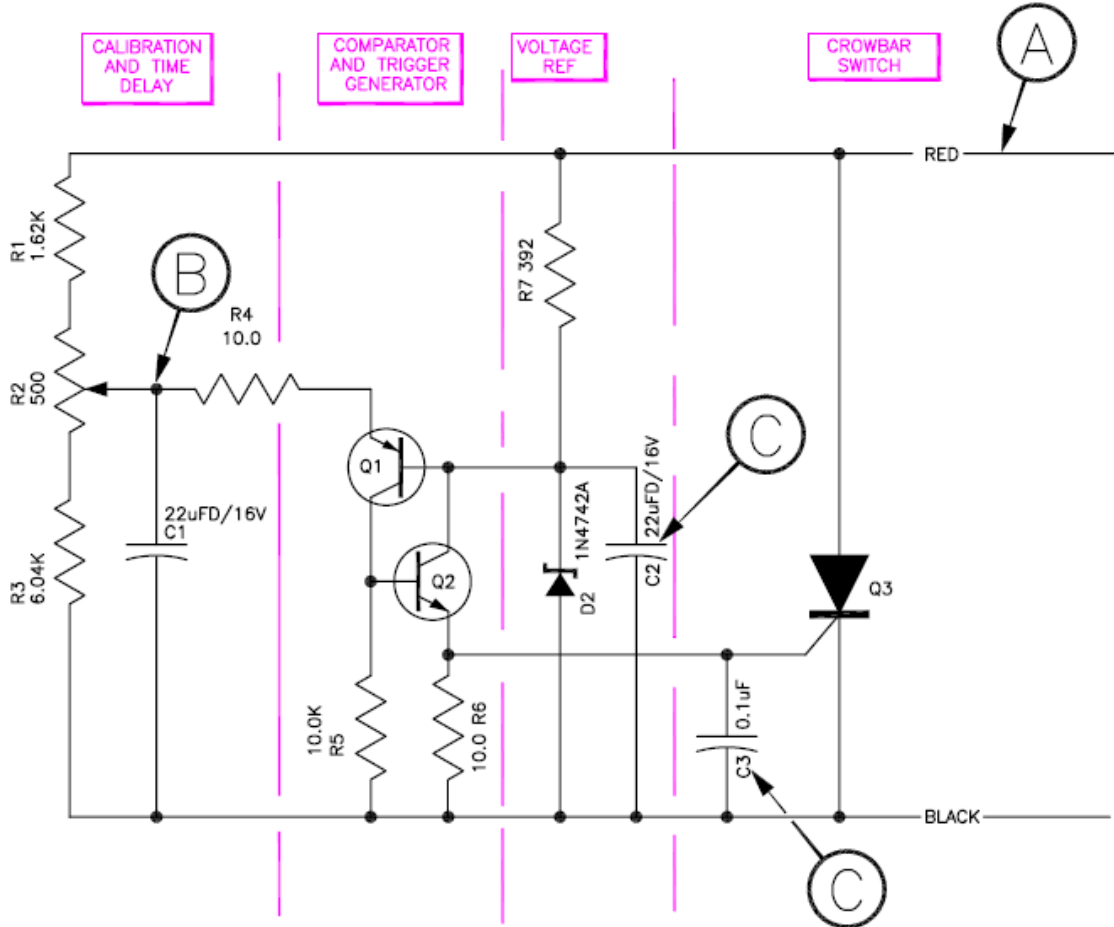 CALIBRATION
AND TIME
DELAY
COMPARATOR
AND TRIGGER
GENERATOR
VOLTAGE
REF
CROWBAR
SWITCH
A
RED
R1
1.62K
B
R4
10.0
R7 392
R2
500
C
Q1
22uFD/16V
C1
1N4742A
22uFD/16V
C2
R3
6.04K
Q2
D2
Q3
10.0K
R5
10.0 R6
0.1uF
C3
BLACK
C